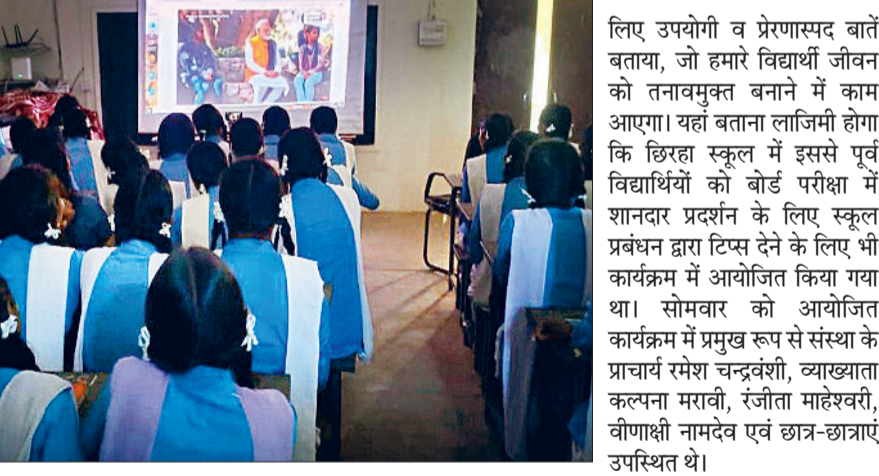 लिए उपयोगी व प्रेरणास्पद बातें
बताया, जो हमारे विद्यार्थी जीवन
को तनावमुक्त बनाने में काम
आएगा। यहां बताना लाजिमी होगा
कि छिरहा स्कूल में इससे पूर्व
विद्यार्थियों को बोर्ड परीक्षा में
शानदार प्रदर्शन के लिए स्कूल
प्रबंधन द्वारा टिप्स देने के लिए भी
कार्यक्रम में आयोजित किया गया
था। सोमवार को आयोजित
कार्यक्रम में प्रमुख रूप से संस्था के
प्राचार्य रमेश चन्द्रवंशी, व्याख्याता
कल्पना मरावी, रंजीता माहेश्वरी,
वीणाक्षी नामदेव एवं छात्र-छात्राएं
उपस्थित थे।